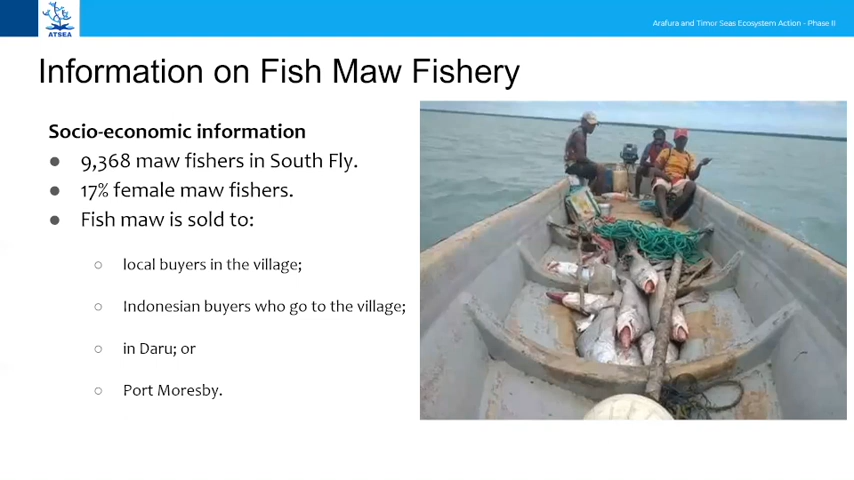 ATSEA
Arafura and Timor Seas Ecosystem Action - Phase II
Information on Fish Maw Fishery
Socio-economic information
● 9,368 maw fishers in South Fly.
● 17% female maw fishers.
● Fish maw is sold to:
○ local buyers in the village;
○ Indonesian buyers who go to the village;
○ in Daru; or
○ Port Moresby.